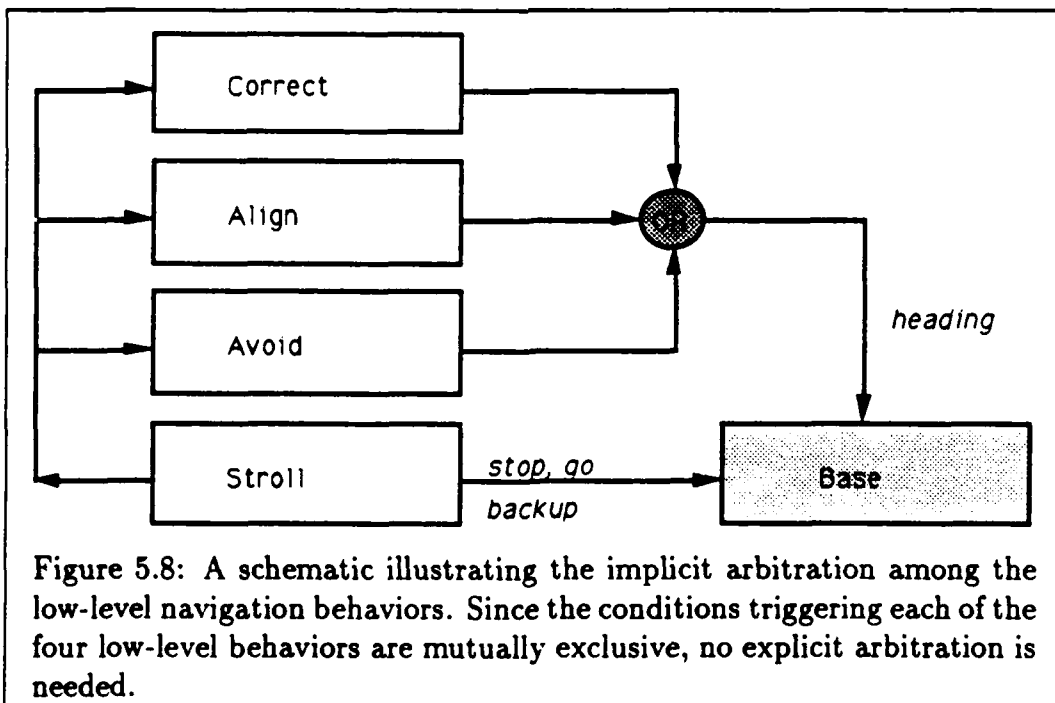 Correct
Align
OR
Avoid
heading
Stroll
stop, go
backup
Base
Figure 5.8: A schematic illustrating the implicit arbitration among the
low-level navigation behaviors. Since the conditions triggering each of the
four low-level behaviors are mutually exclusive, no explicit arbitration is
needed.